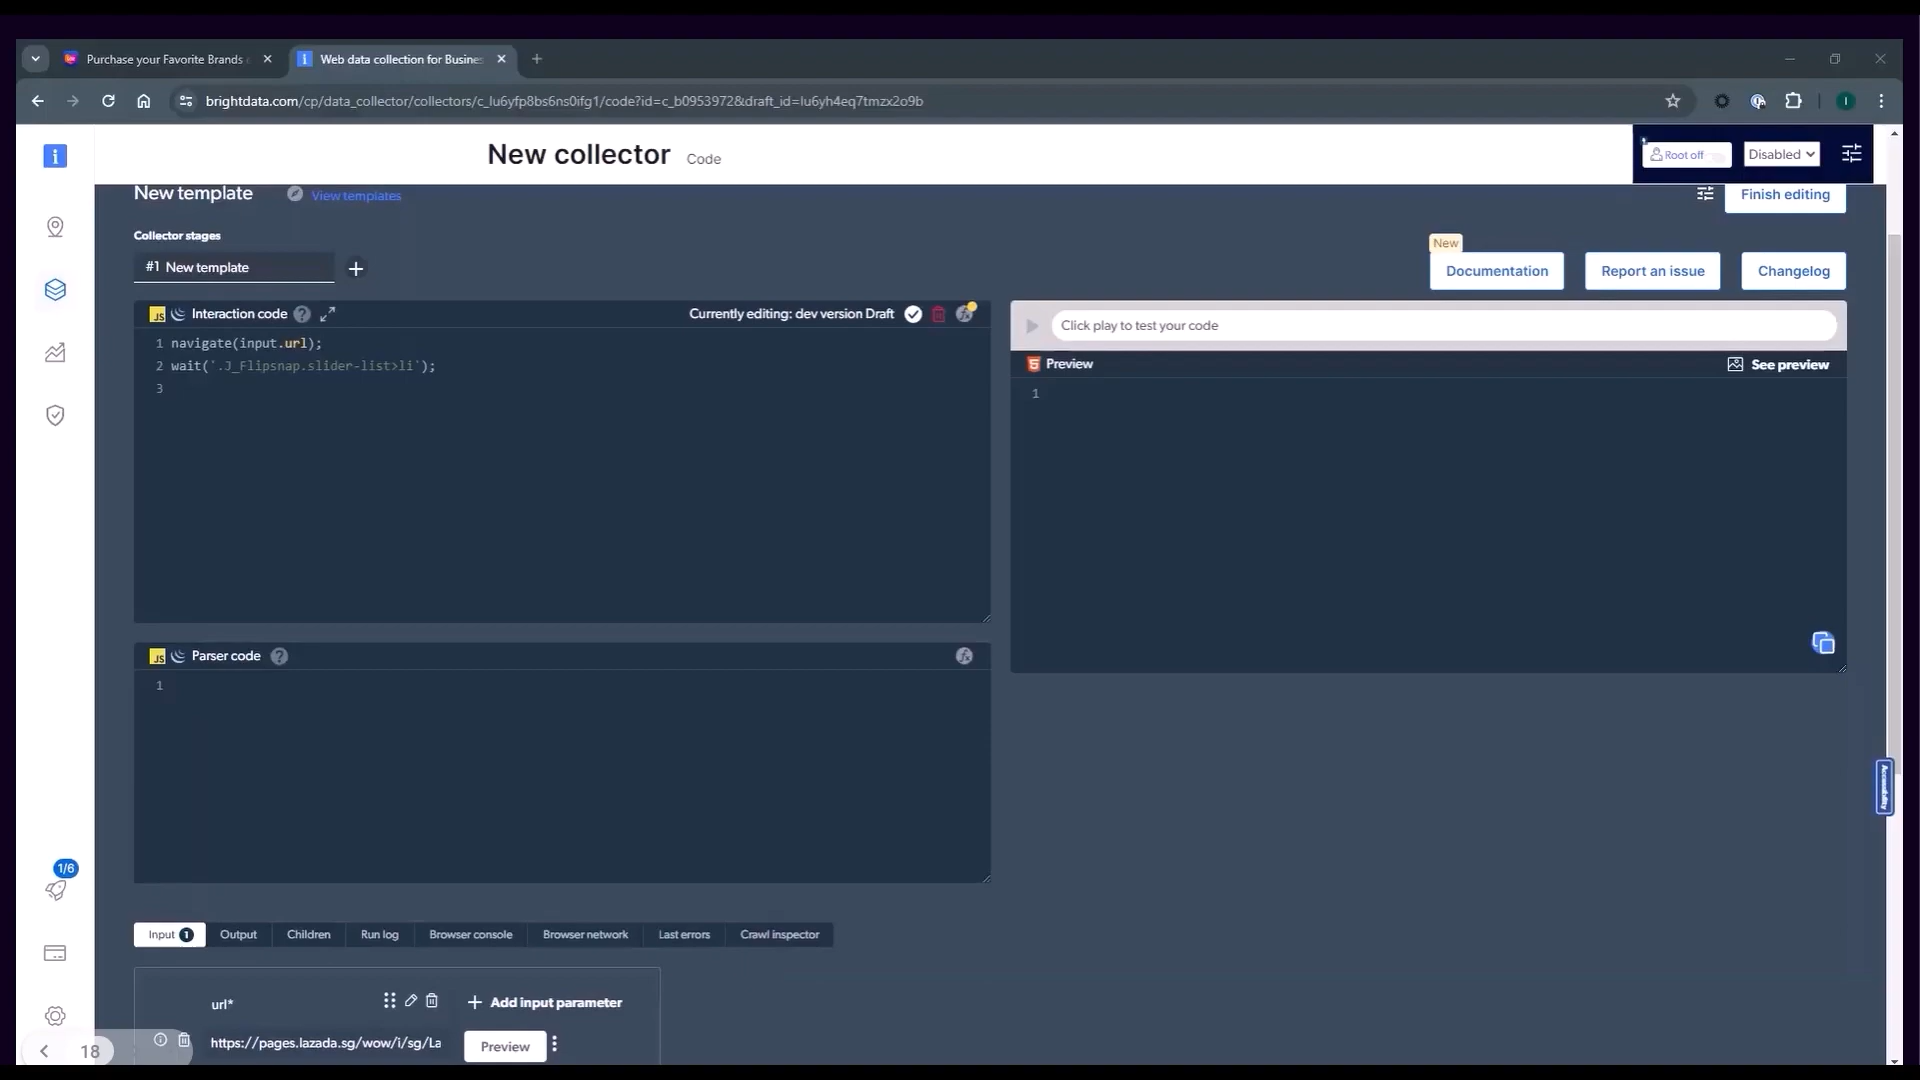 Purchase your Favorite Brands
Web data collection for Busines
brightdata.com/cp/data_collector/collectors/c_lu6yfp8bs6ns0ifg1/code?id=c_b0953972&draft_id=lu6yh4eq7tmzx2o9b
I
New collector Code
Root off
Disabled
New template
View templates
Finish editing
Collector stages
#1 New template
New
Documentation
Report an issue
Changelog
JS Interaction code ?
Currently editing: dev version Draft
1 navigate(input.url);
2 wait('.J_Flipsnap.slider-list>li');
3
Click play to test your code
Preview
See preview
1
JS Parser code ?
1
Accessibility
1/6
Input 1
Output
Children
Run log
Browser console
Browser network
Last errors
Crawl inspector
url*
Add input parameter
https://pages.lazada.sg/wow/i/sg/La
Preview
18